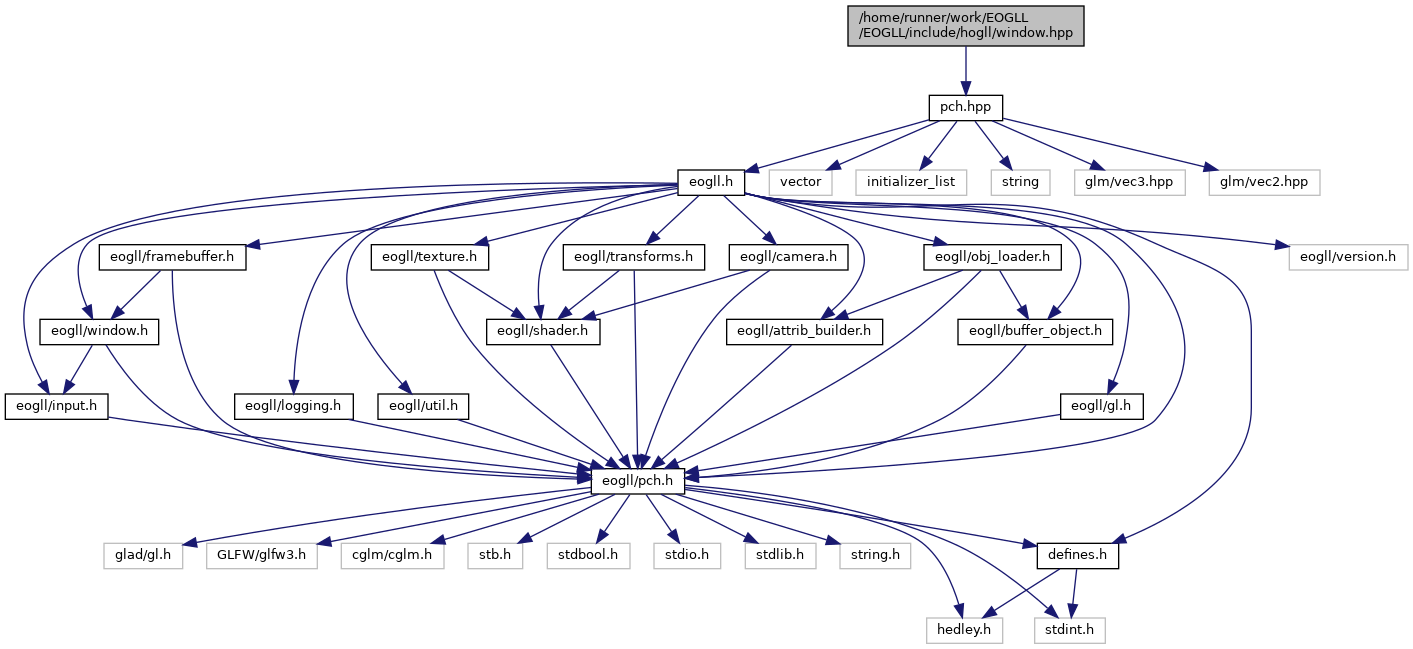 /home/runner/work/EOGLL
/EOGLL/include/hogll/window.hpp
pch.hpp
eogll.h
vector
initializer_list
string
glm/vec3.hpp
glm/vec2.hpp
eogll/framebuffer.h
eogll/texture.h
eogll/transforms.h
eogll/camera.h
eogll/obj_loader.h
eogll/version.h
eogll/window.h
eogll/shader.h
eogll/attrib_builder.h
eogll/buffer_object.h
eogll/input.h
eogll/logging.h
eogll/util.h
eogll/gl.h
eogll/pch.h
glad/gl.h
GLFW/glfw3.h
cglm/cglm.h
stb.h
stdbool.h
stdio.h
stdlib.h
string.h
defines.h
hedley.h
stdint.h